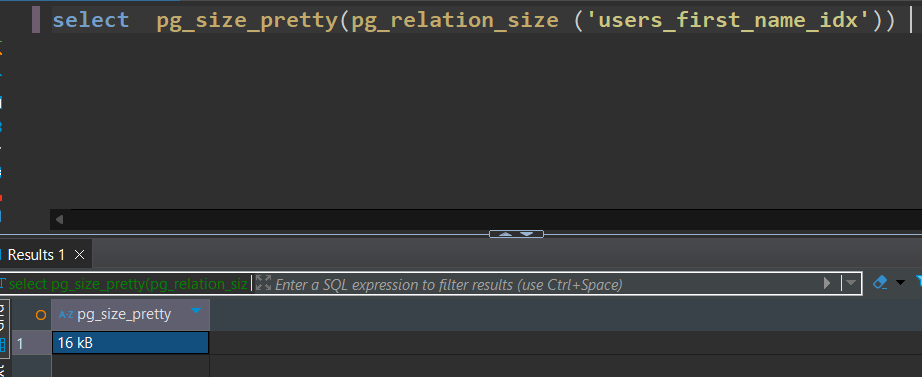 select  pg_size_pretty(pg_relation_size ('users_first_name_idx'))
Results 1
select pg_size_pretty(pg_relation_siz
Enter a SQL expression to filter results (use Ctrl+Space)
A-Z pg_size_pretty
1
16 kB